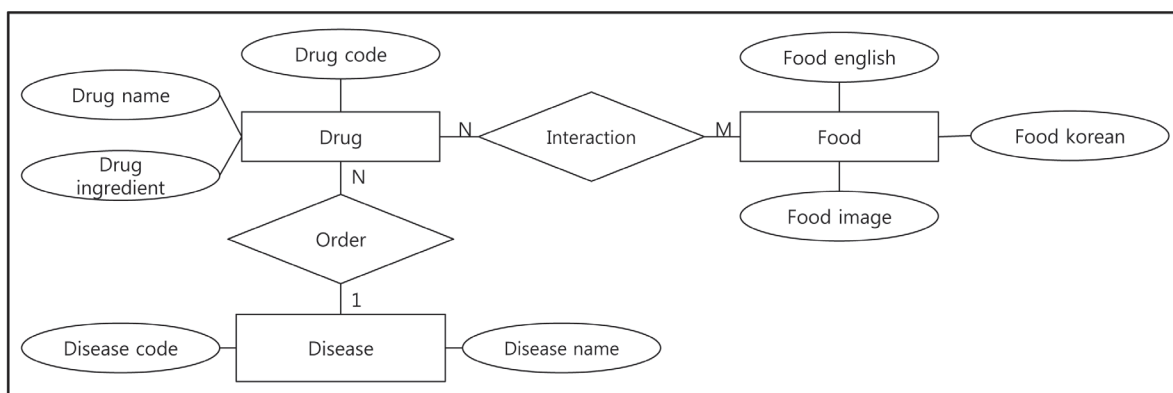 Drug code
Food english
Drug name
Drug
N
Interaction
M
Food
Food korean
Drug
ingredient
N
Food image
Order
1
Disease code
Disease
Disease name